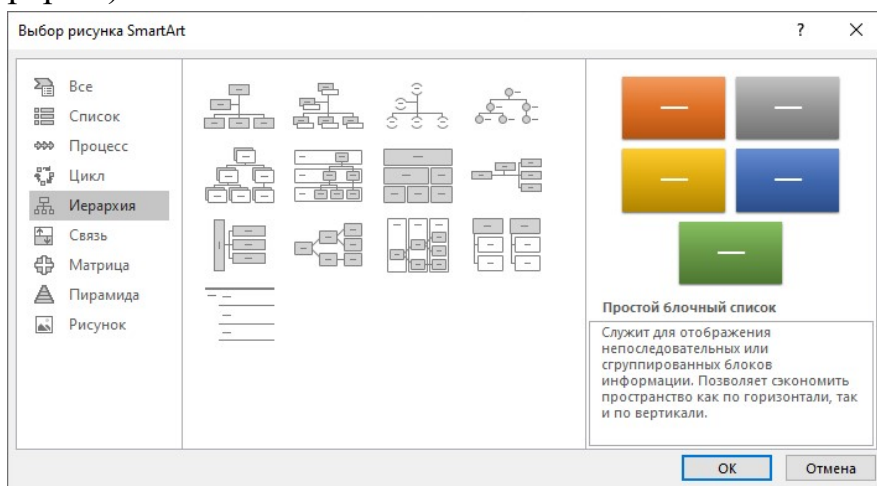 Выбор рисунка SmartArt
?
Все
Список
Процесс
Цикл
Иерархия
Связь
Матрица
Пирамида
Рисунок
Простой блочный список
Служит для отображения
непоследовательных или
сгруппированных блоков
информации. Позволяет сэкономить
пространство как по горизонтали, так
и по вертикали.
ОК
Отмена